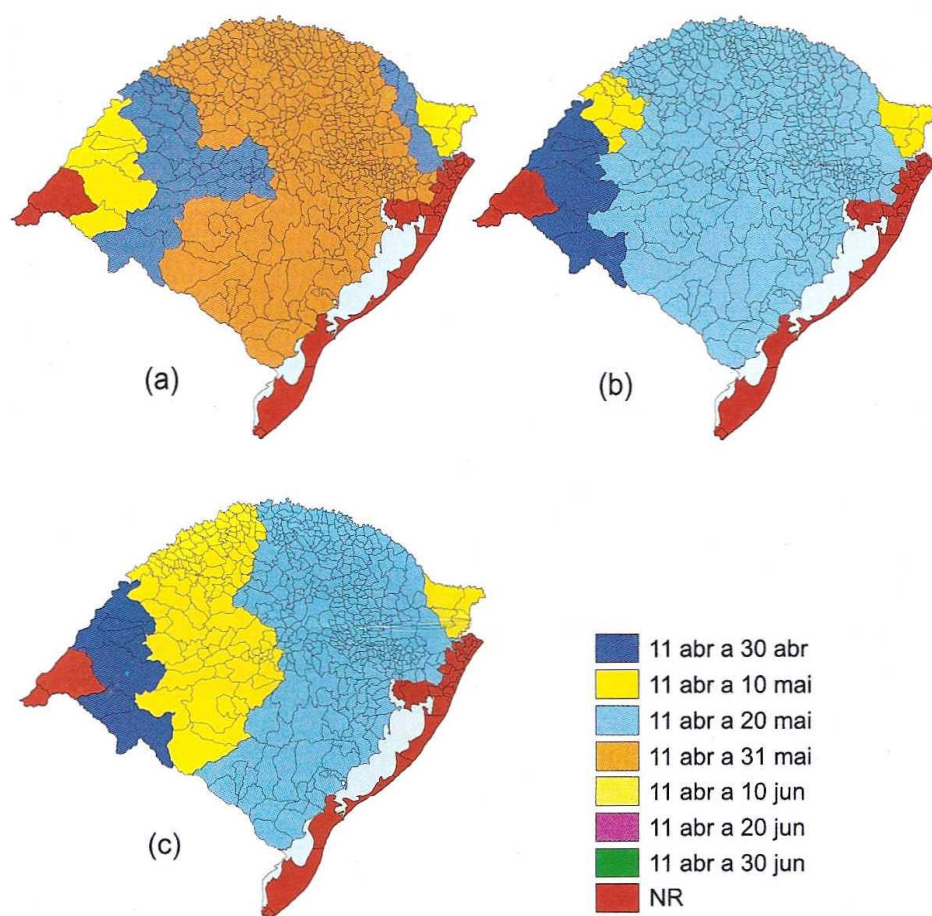 (a)
(b)
(c)
11 abr a 30 abr
11 abr a 10 mai
11 abr a 20 mai
11 abr a 31 mai
11 abr a 10 jun
11 abr a 20 jun
11 abr a 30 jun
NR